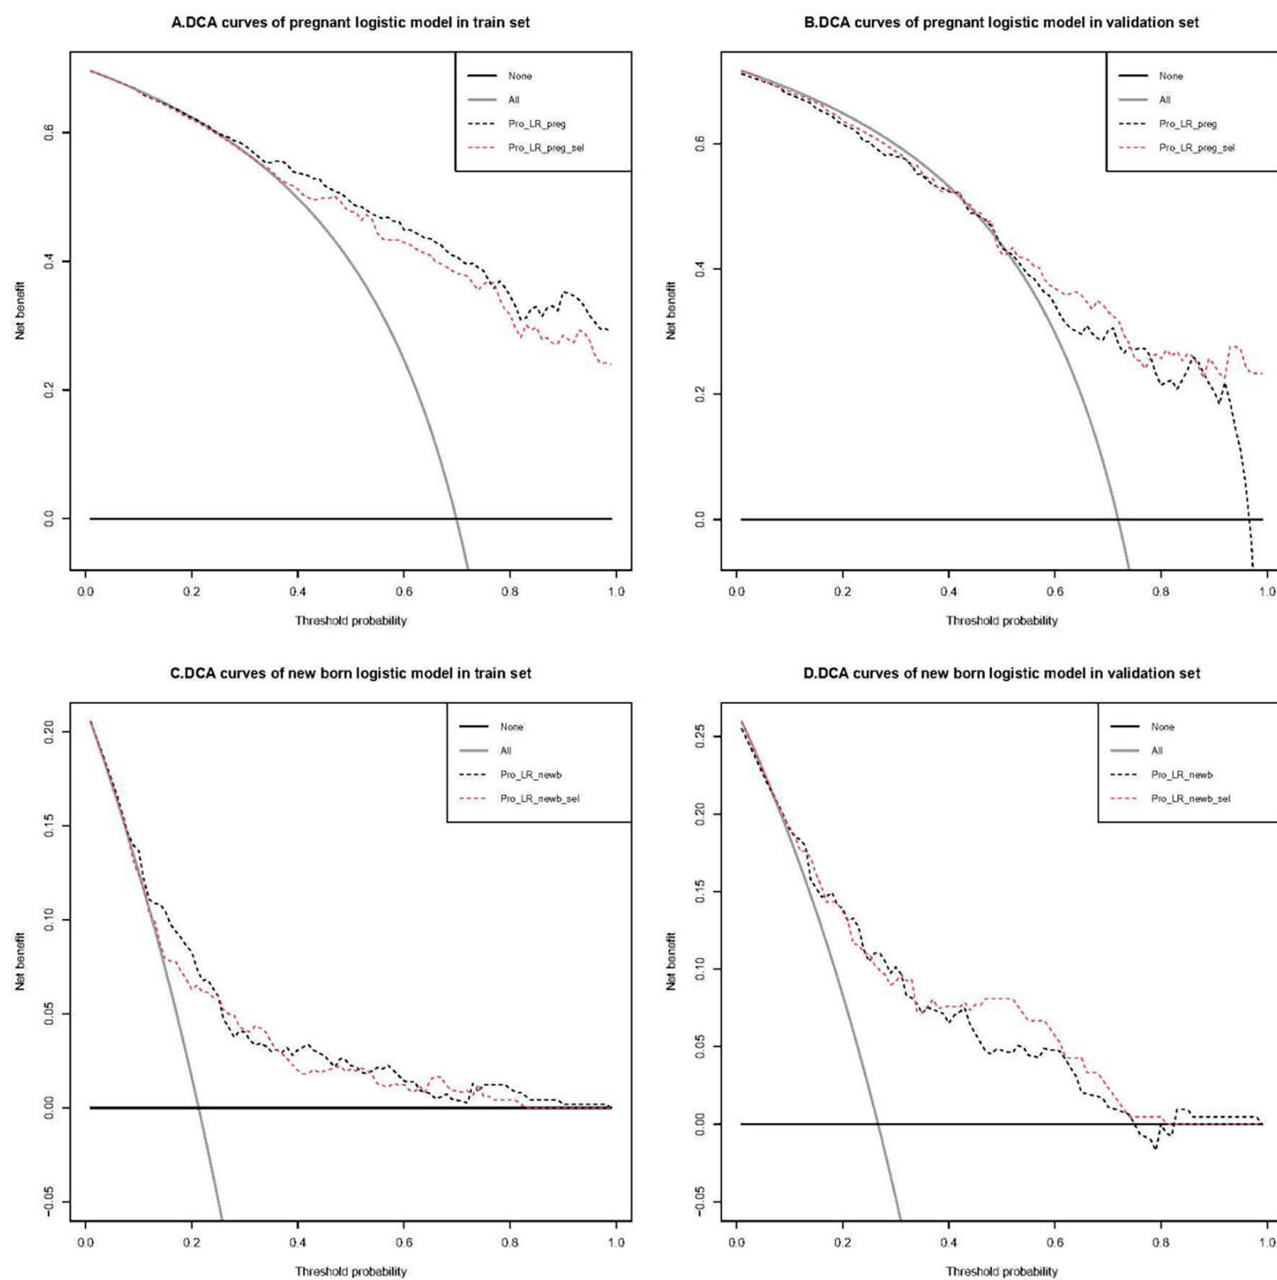 A.DCA curves of pregnant logistic model in train set
None
All
Pro_LR_preg
Pro_LR_preg_sel
Net benefit
0.0
0.2
0.4
0.6
0.0 0.2 0.4 0.6 0.8 1.0
Threshold probability
B.DCA curves of pregnant logistic model in validation set
None
All
Pro_LR_preg
Pro_LR_preg_sel
Net benefit
0.0
0.2
0.4
0.6
0.0 0.2 0.4 0.6 0.8 1.0
Threshold probability
C.DCA curves of new born logistic model in train set
None
All
Pro_LR_newb
Pro_LR_newb_sel
Net benefit
−0.05
0.00
0.05
0.10
0.15
0.20
0.0 0.2 0.4 0.6 0.8 1.0
Threshold probability
D.DCA curves of new born logistic model in validation set
None
All
Pro_LR_newb
Pro_LR_newb_sel
Net benefit
−0.05
0.00
0.05
0.10
0.15
0.20
0.25
0.0 0.2 0.4 0.6 0.8 1.0
Threshold probability